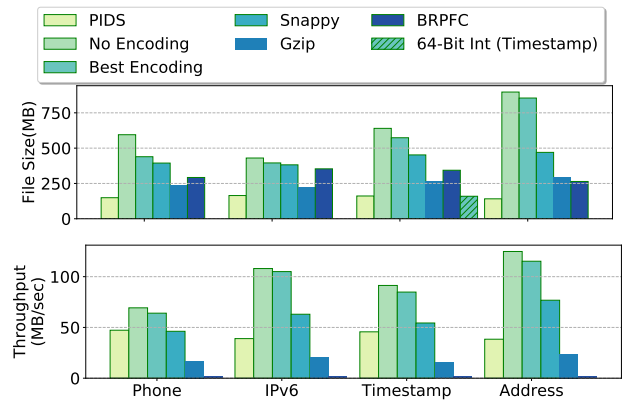 PIDS
No Encoding
Best Encoding
Snappy
Gzip
BRPFC
64-Bit Int (Timestamp)
File Size(MB)
750
500
250
0
Throughput
(MB/sec)
100
50
0
Phone IPv6 Timestamp Address